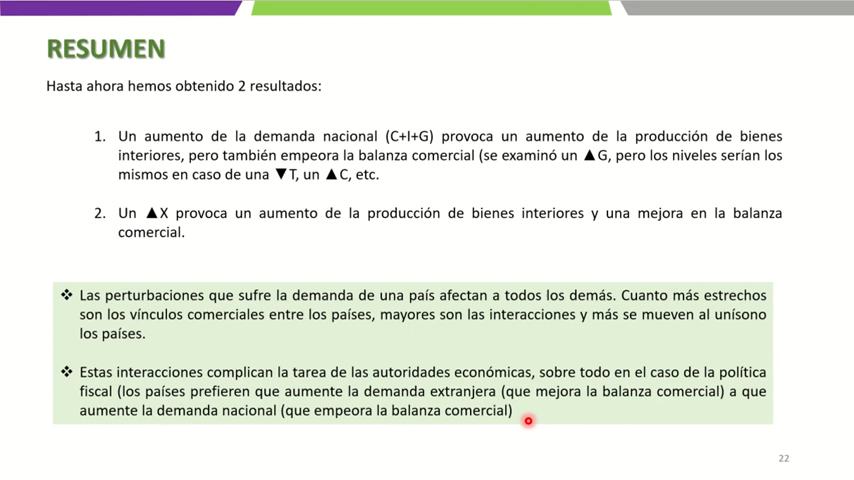 RESUMEN
Hasta ahora hemos obtenido 2 resultados:
1. Un aumento de la demanda nacional (C+I+G) provoca un aumento de la producción de bienes
interiores, pero también empeora la balanza comercial (se examinó un ▲G, pero los niveles serían los
mismos en caso de una ▼T, un ▲C, etc.
2. Un ▲X provoca un aumento de la producción de bienes interiores y una mejora en la balanza
comercial.
❖ Las perturbaciones que sufre la demanda de una país afectan a todos los demás. Cuanto más estrechos
son los vínculos comerciales entre los países, mayores son las interacciones y más se mueven al unísono
los países.
❖ Estas interacciones complican la tarea de las autoridades económicas, sobre todo en el caso de la política
fiscal (los países prefieren que aumente la demanda extranjera (que mejora la balanza comercial) a que
aumente la demanda nacional (que empeora la balanza comercial)
22